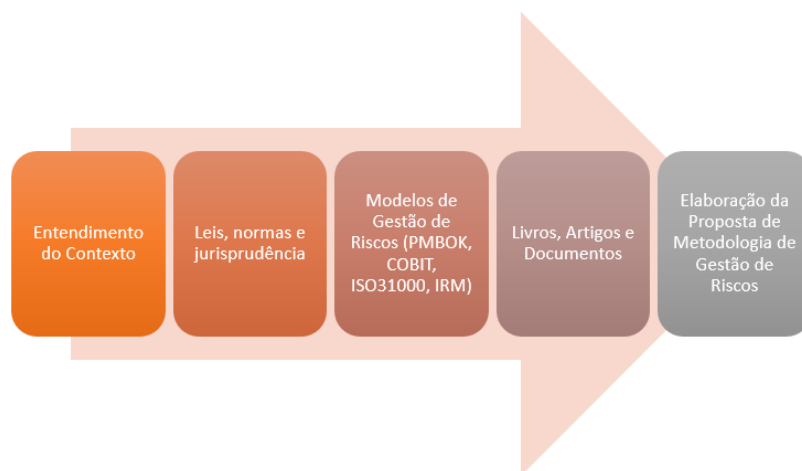 Entendimento
do Contexto
Leis, normas e
jurisprudência
Modelos de
Gestão de
Riscos (PMBOK,
COBIT,
ISO31000, IRM)
Livros, Artigos e
Documentos
Elaboração da
Proposta de
Metodologia de
Gestão de
Riscos